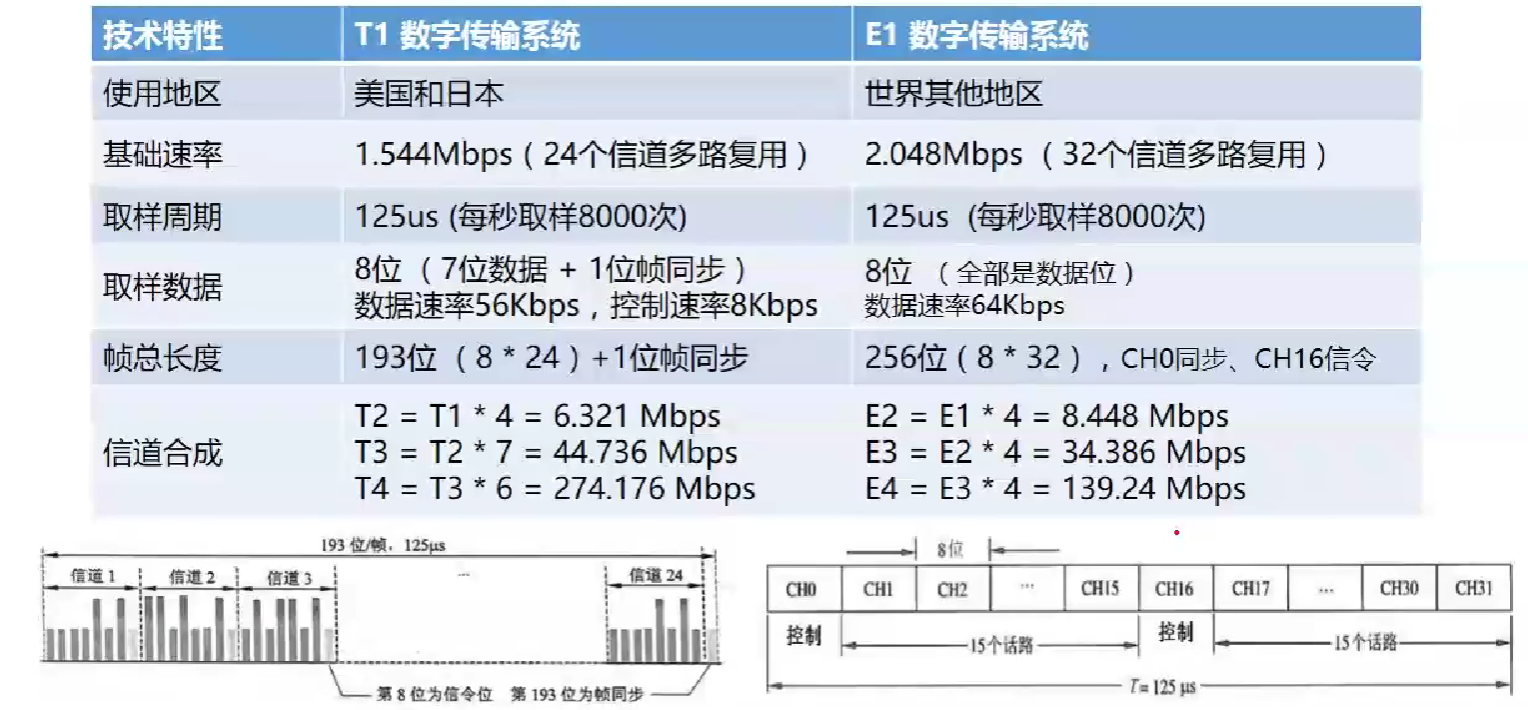 技术特性 T1 数字传输系统 E1 数字传输系统
使用地区 美国和日本 世界其他地区
基础速率 1.544Mbps（24个信道多路复用） 2.048Mbps （32个信道多路复用）
取样周期 125us (每秒取样8000次) 125us (每秒取样8000次)
取样数据
8位 （7位数据 + 1位帧同步）
数据速率56Kbps，控制速率8Kbps
8位 （全部是数据位）
数据速率64Kbps
帧总长度 193位 （8 * 24）+1位帧同步 256位（8 * 32），CH0同步、CH16信令
信道合成
T2 = T1 * 4 = 6.321 Mbps
T3 = T2 * 7 = 44.736 Mbps
T4 = T3 * 6 = 274.176 Mbps
E2 = E1 * 4 = 8.448 Mbps
E3 = E2 * 4 = 34.386 Mbps
E4 = E3 * 4 = 139.24 Mbps
193 位/帧，125μs
信道 1 信道 2 信道 3 ... 信道 24
第 8 位为信令位 第 193 位为帧同步
8位
CH0 CH1 CH2 ... CH15 CH16 CH17 ... CH30 CH31
控制 15个话路 控制 15个话路
T=125 μs